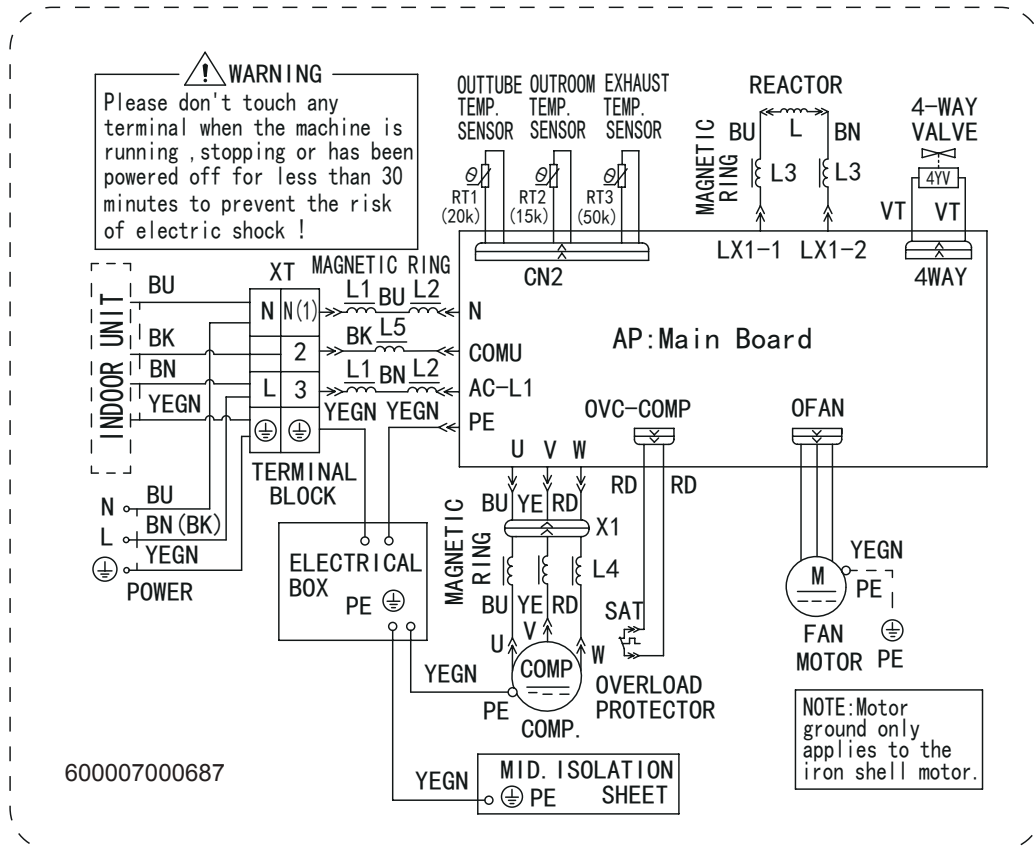 WARNING
Please don't touch any
terminal when the machine is
running ,stopping or has been
powered off for less than 30
minutes to prevent the risk
of electric shock !
OUTTUBE OUTROOM EXHAUST
TEMP. TEMP. TEMP.
SENSOR SENSOR SENSOR
RT1 RT2 RT3
(20k) (15k) (50k)
CN2
REACTOR
BU L BN
MAGNETIC
RING
L3 L3
LX1-1 LX1-2
4-WAY
VALVE
4YV
VT VT
4WAY
INDOOR UNIT
BU
BK
BN
YEGN
XT
N N(1)
2
L 3
TERMINAL
BLOCK
MAGNETIC RING
L1 BU L2
BK L5
L1 BN L2
YEGN YEGN
N
COMU
AC-L1
PE
AP:Main Board
U V W
OVC-COMP
OFAN
N BU
L BN(BK)
YEGN
POWER
ELECTRICAL
BOX
PE
MAGNETIC
RING
BU YE RD
X1
L4
BU YE RD
U V W
COMP
COMP.
PE
YEGN
RD RD
SAT
OVERLOAD
PROTECTOR
M
YEGN
PE
FAN
MOTOR
PE
NOTE:Motor
ground only
applies to the
iron shell motor.
600007000687
YEGN
MID. ISOLATION
SHEET
PE